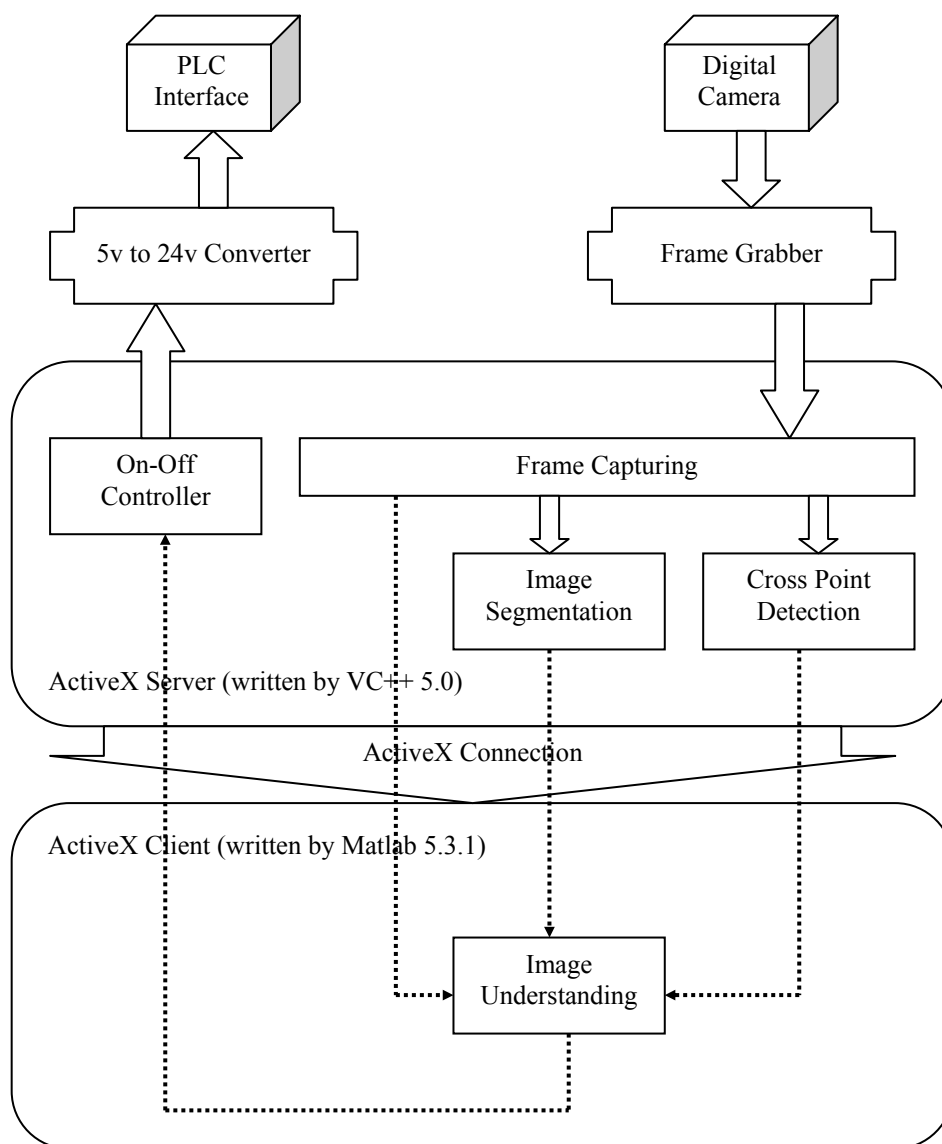 PLC
Interface
Digital
Camera
5v to 24v Converter
Frame Grabber
On-Off
Controller
Frame Capturing
Image
Segmentation
Cross Point
Detection
ActiveX Server (written by VC++ 5.0)
ActiveX Connection
ActiveX Client (written by Matlab 5.3.1)
Image
Understanding